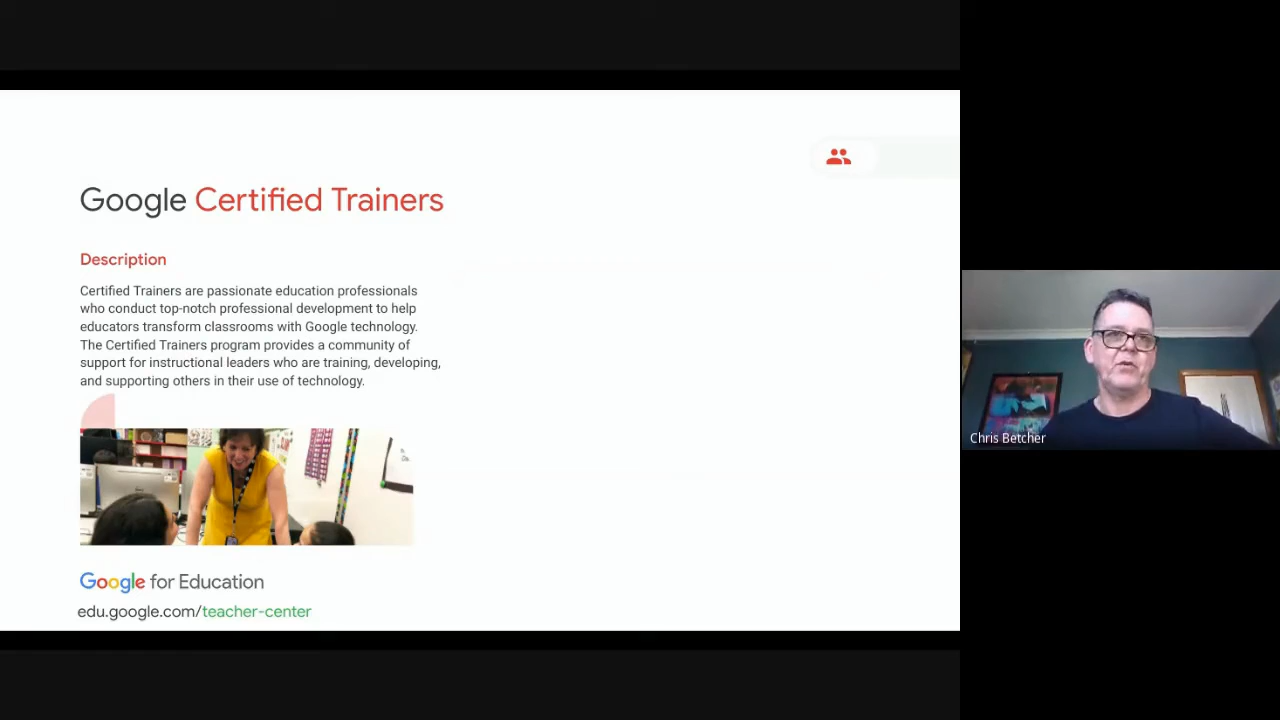 Google Certified Trainers
Description
Certified Trainers are passionate education professionals
who conduct top-notch professional development to help
educators transform classrooms with Google technology.
The Certified Trainers program provides a community of
support for instructional leaders who are training, developing,
and supporting others in their use of technology.
Google for Education
edu.google.com/teacher-center
Chris Betcher